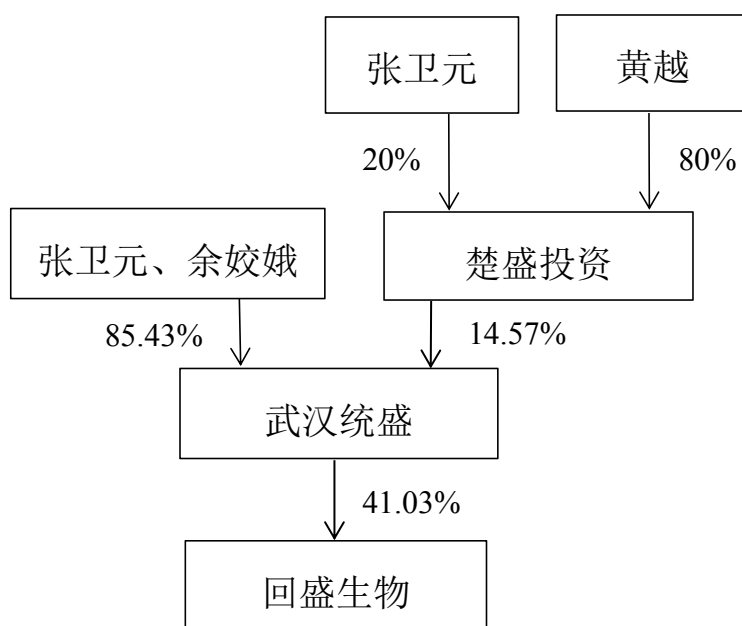 张卫元
黄越
20%
80%
张卫元、余姣娥
楚盛投资
85.43%
14.57%
武汉统盛
41.03%
回盛生物